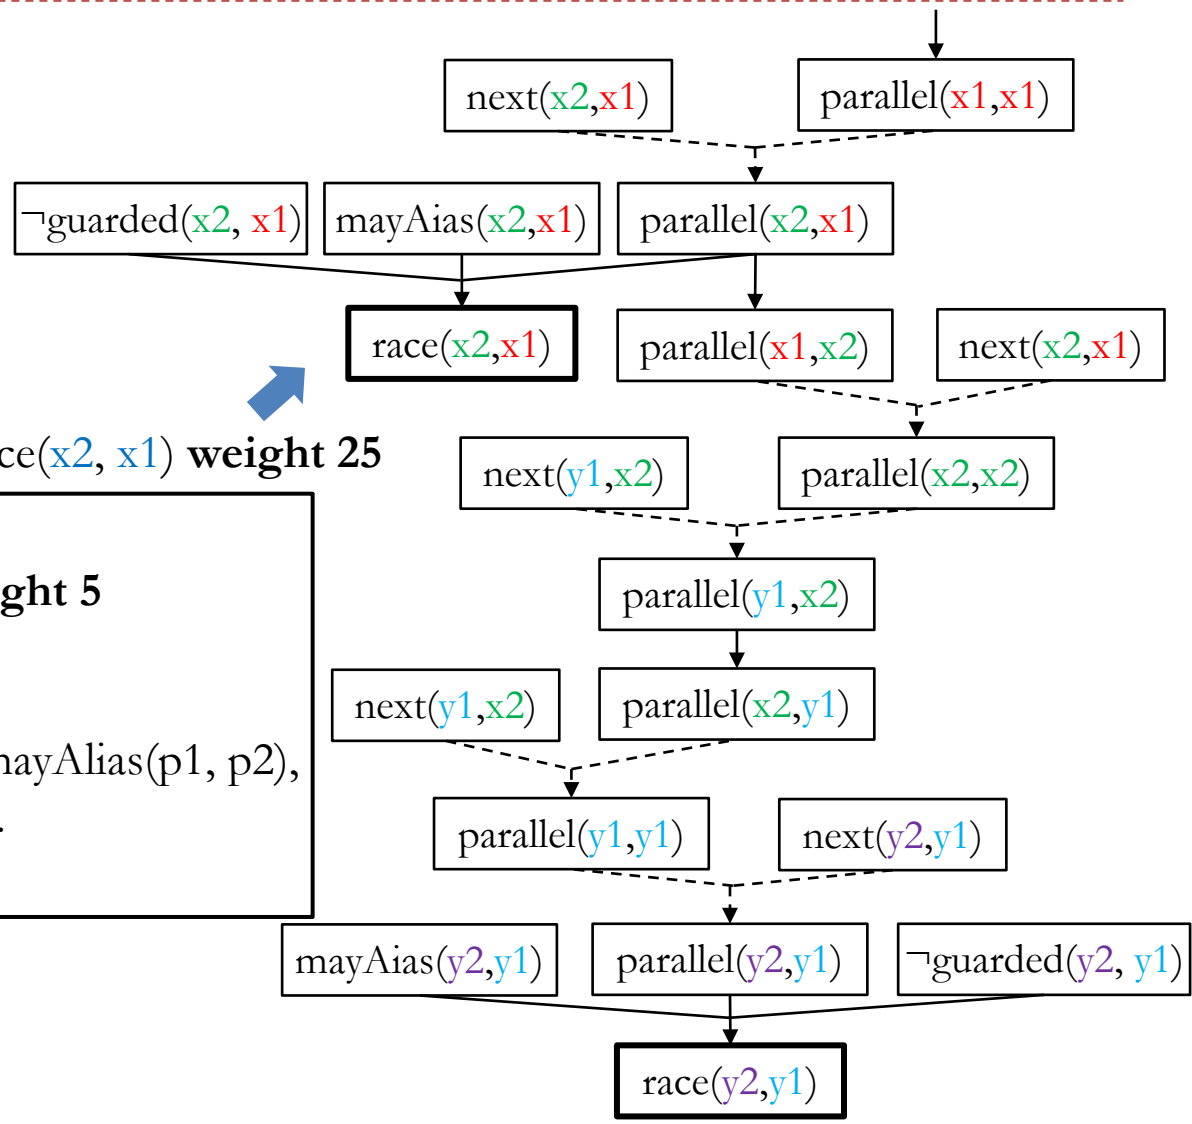 next(x2,x1)
parallel(x1,x1)
¬guarded(x2, x1)
mayAias(x2,x1)
parallel(x2,x1)
race(x2,x1)
parallel(x1,x2)
next(x2,x1)
ce(x2, x1) weight 25
next(y1,x2)
parallel(x2,x2)
ght 5
parallel(y1,x2)
next(y1,x2)
parallel(x2,y1)
nayAlias(p1, p2),
.
parallel(y1,y1)
next(y2,y1)
mayAias(y2,y1)
parallel(y2,y1)
¬guarded(y2, y1)
race(y2,y1)